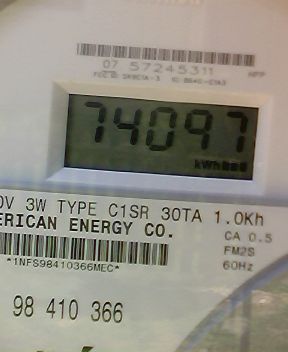 07 57245311
74097
kWh
0V 3W TYPE C1SR 30TA 1.0Kh
ERICAN ENERGY CO.
CA 0.5
FM2S
*1NFS98410366MEC*
60Hz
98 410 366